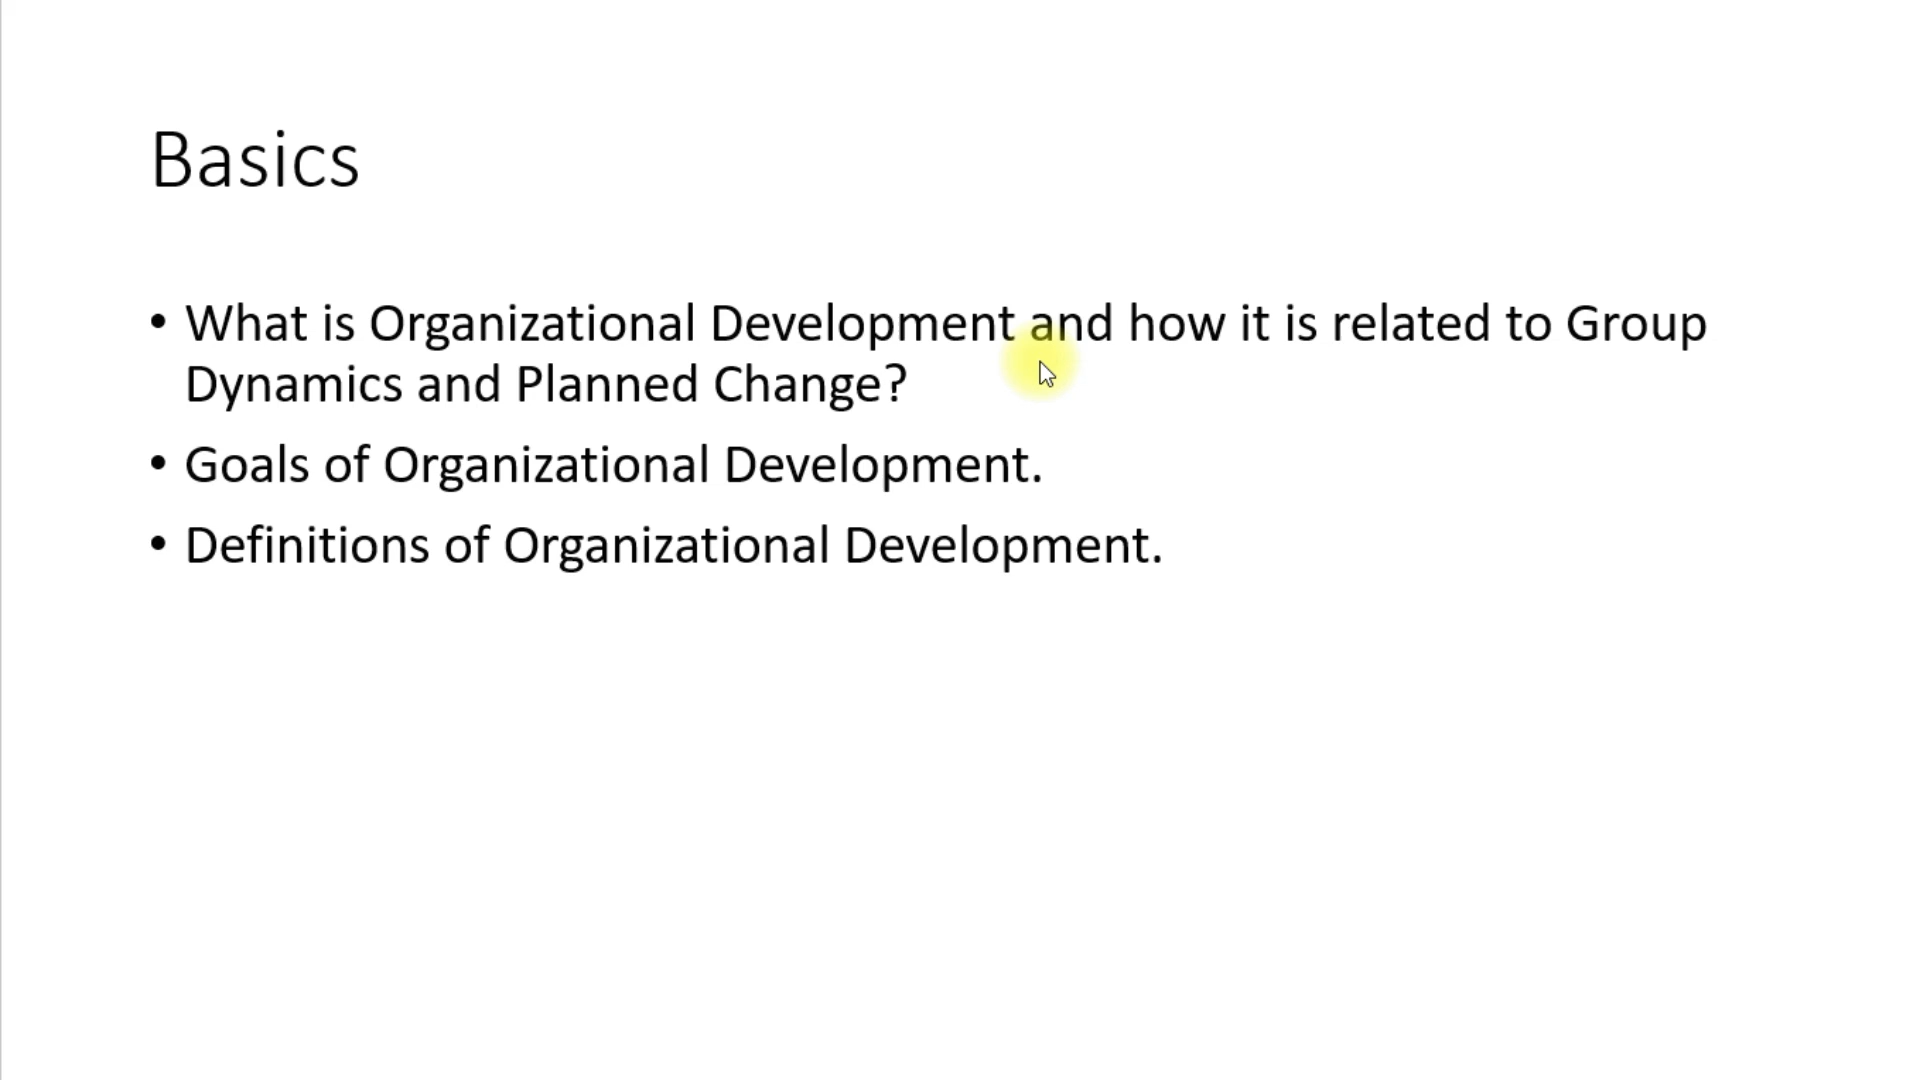 Basics
• What is Organizational Development and how it is related to Group
Dynamics and Planned Change?
• Goals of Organizational Development.
• Definitions of Organizational Development.